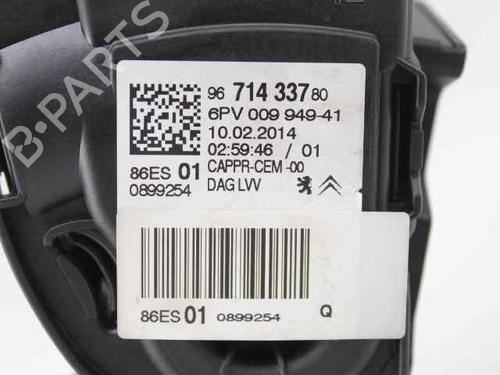 B-PARTS
96 714 337 80
6PV 009 949-41
10.02.2014
02:59:46 / 01
86ES 01 CAPPR-CEM -00
0899254 DAG LVV
86ES 01 0899254 Q